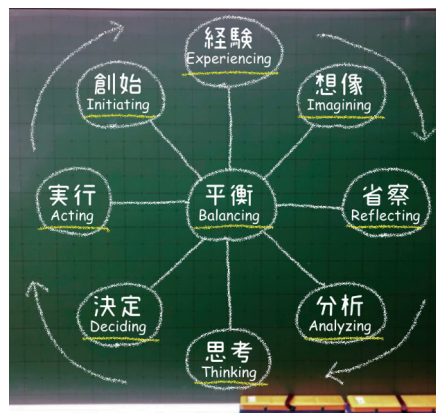 経験
Experiencing
創始
Initiating
想像
Imagining
実行
Acting
平衡
Balancing
省察
Reflecting
決定
Deciding
分析
Analyzing
思考
Thinking